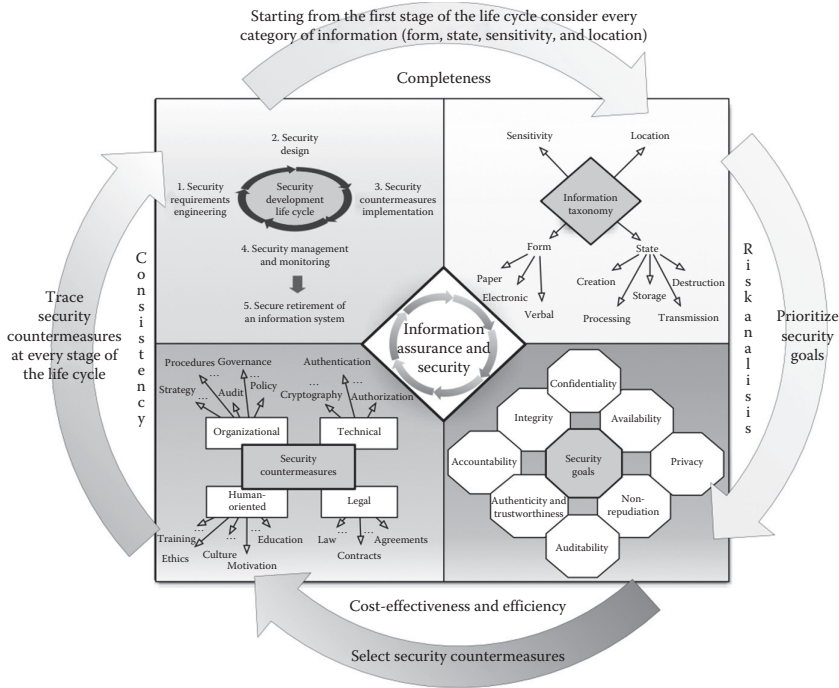 Starting from the first stage of the life cycle consider every
category of information (form, state, sensitivity, and location)
Completeness
2. Security
design
1. Security
requirements
engineering
Security
development
life cycle
3. Security
countermeasures
implementation
4. Security management
and monitoring
5. Secure retirement of
an information system
Sensitivity
Location
Information
taxonomy
Form
State
Paper
Electronic
Verbal
Creation
Processing
Storage
Destruction
Transmission
Consistency
Trace
security
countermeasures
at every stage of
the life cycle
Information
assurance and
security
Risk analisis
Prioritize
security
goals
Procedures
Governance
Strategy
...
Audit
...
Policy
...
Organizational
Authentication
...
Cryptography
...
Authorization
Technical
Security
countermeasures
Human-
oriented
Legal
Training
...
Ethics
Culture
...
Motivation
...
Education
Law
...
Contracts
...
Agreements
Confidentiality
Integrity
Availability
Accountability
Security
goals
Privacy
Authenticity and
trustworthiness
Non-
repudiation
Auditability
Cost-effectiveness and efficiency
Select security countermeasures